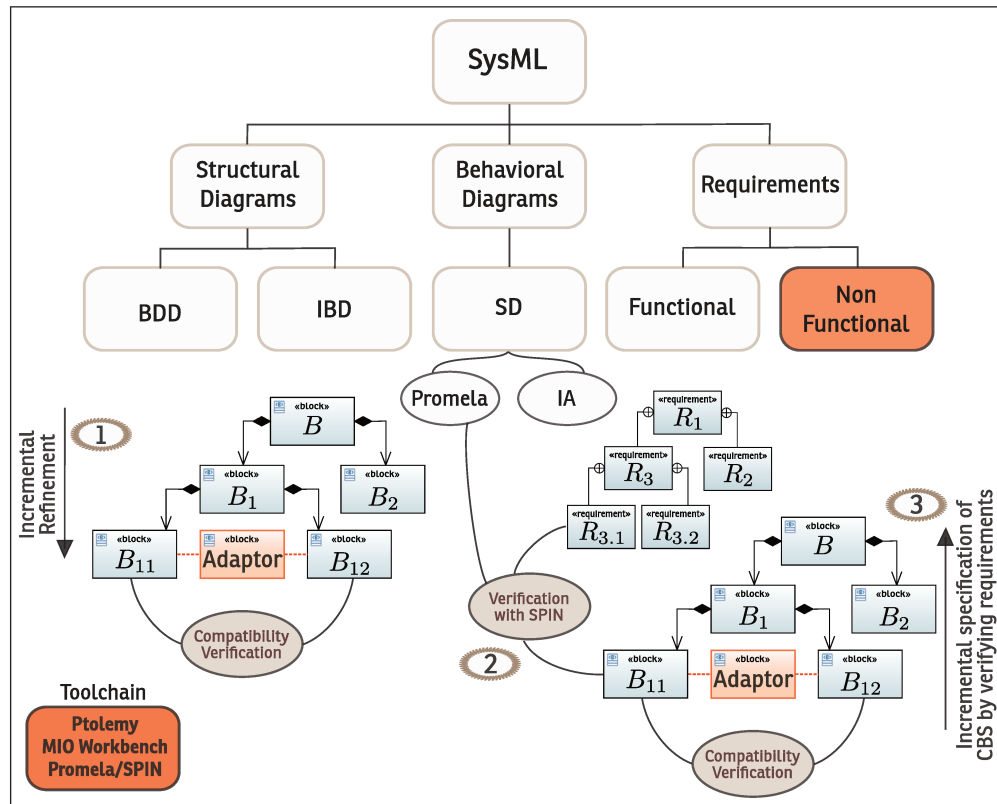 SysML
Structural
Diagrams
Behavioral
Diagrams
Requirements
BDD
IBD
SD
Functional
Non
Functional
Promela
IA
1
Incremental
Refinement
«block»
B
«block»
B1
«block»
B2
«block»
B11
«block»
Adaptor
«block»
B12
Compatibility
Verification
«requirement»
R1
«requirement»
R3
«requirement»
R2
«requirement»
R3.1
«requirement»
R3.2
Verification
with SPIN
2
3
Incremental specification of
CBS by verifying requirements
«block»
B
«block»
B1
«block»
B2
«block»
B11
«block»
Adaptor
«block»
B12
Compatibility
Verification
Toolchain
Ptolemy
MIO Workbench
Promela/SPIN